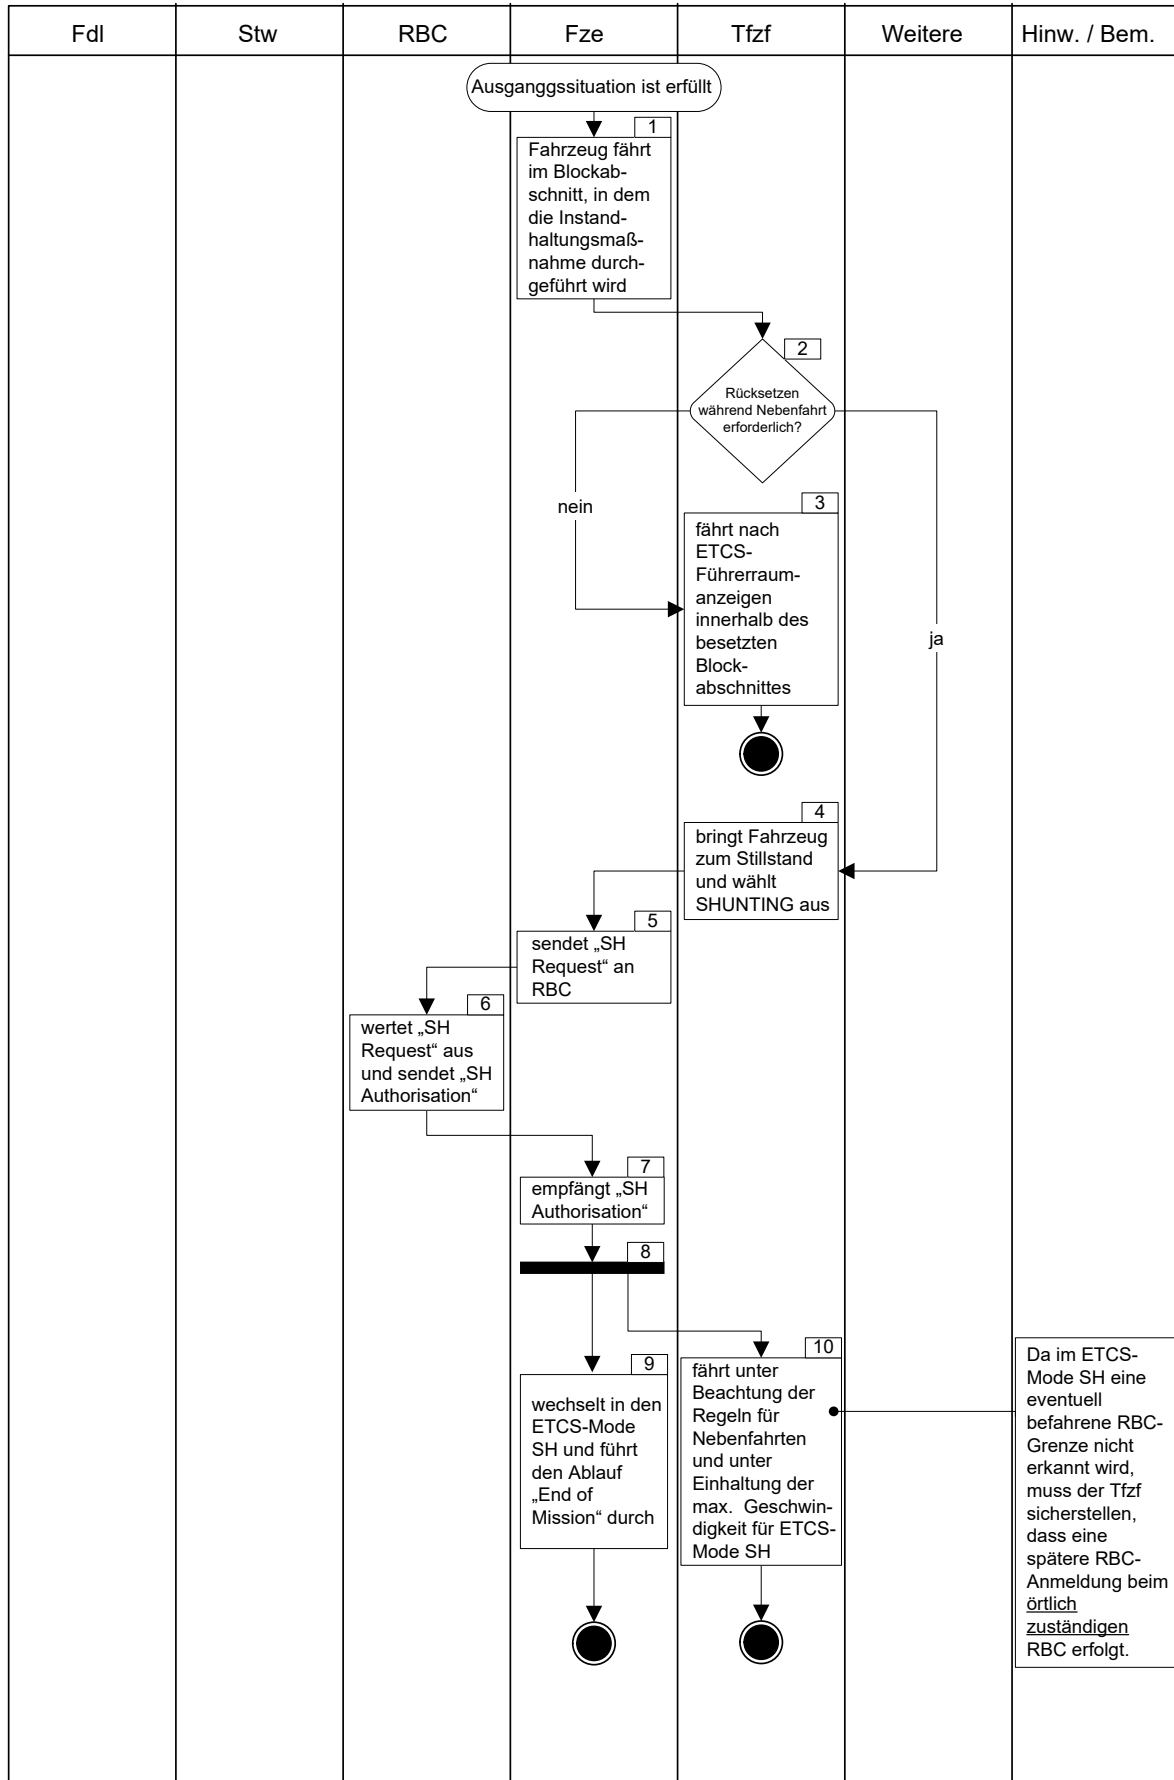 Fdl
Stw
RBC
Fze
Tfzf
Weitere
Hinw. / Bem.
Ausganggssituation ist erfüllt
1
Fahrzeug fährt
im Blockab-
schnitt, in dem
die Instand-
haltungsmaß-
nahme durch-
geführt wird
2
Rücksetzen
während Nebenfahrt
erforderlich?
nein
ja
3
fährt nach
ETCS-
Führerraum-
anzeigen
innerhalb des
besetzten
Block-
abschnittes
4
bringt Fahrzeug
zum Stillstand
und wählt
SHUNTING aus
5
sendet „SH
Request“ an
RBC
6
wertet „SH
Request“ aus
und sendet „SH
Authorisation“
7
empfängt „SH
Authorisation“
8
9
wechselt in den
ETCS-Mode
SH und führt
den Ablauf
„End of
Mission“ durch
10
fährt unter
Beachtung der
Regeln für
Nebenfahrten
und unter
Einhaltung der
max. Geschwin-
digkeit für ETCS-
Mode SH
Da im ETCS-
Mode SH eine
eventuell
befahrene RBC-
Grenze nicht
erkannt wird,
muss der Tfzf
sicherstellen,
dass eine
spätere RBC-
Anmeldung beim
örtlich
zuständigen
RBC erfolgt.